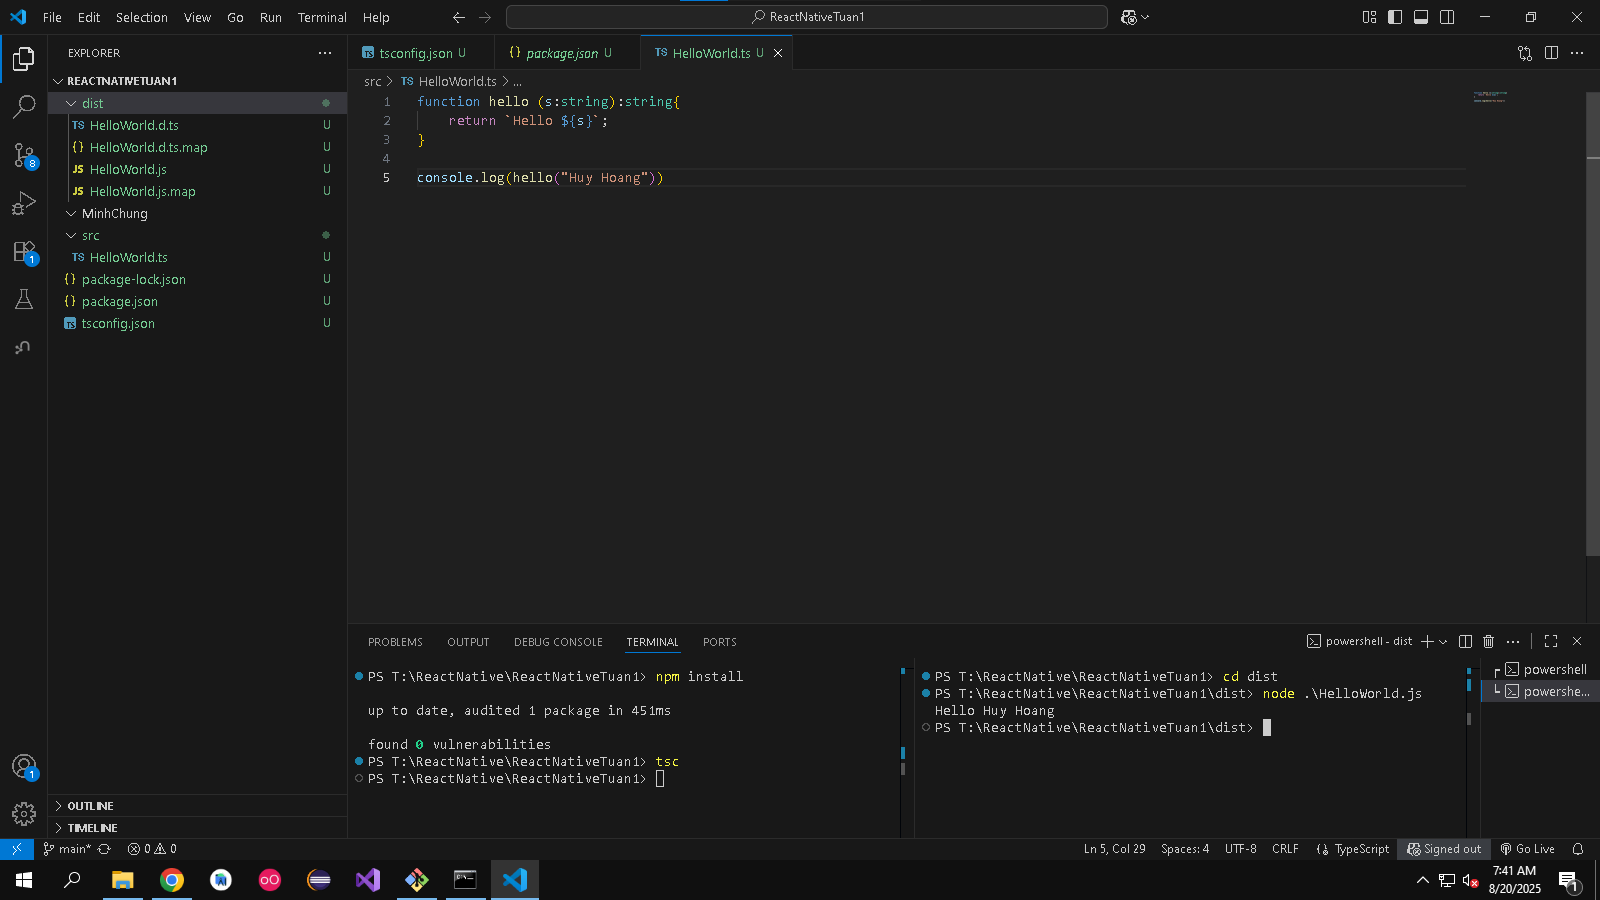 File Edit Selection View Go Run Terminal Help
ReactNativeTuan1
EXPLORER
REACTNATIVETUAN1
dist
TS HelloWorld.d.ts U
{} HelloWorld.d.ts.map U
JS HelloWorld.js U
JS HelloWorld.js.map U
MinhChung
src
TS HelloWorld.ts U
{} package-lock.json U
{} package.json U
TS tsconfig.json U
OUTLINE
TIMELINE
8
1
1
TS tsconfig.json U
{} package.json U
TS HelloWorld.ts U
src > TS HelloWorld.ts > ...
1 function hello (s:string):string{
2 return `Hello ${s}`;
3 }
4
5 console.log(hello("Huy Hoang"))
PROBLEMS OUTPUT DEBUG CONSOLE TERMINAL PORTS
powershell - dist
PS T:\ReactNative\ReactNativeTuan1> npm install
up to date, audited 1 package in 451ms
found 0 vulnerabilities
PS T:\ReactNative\ReactNativeTuan1> tsc
PS T:\ReactNative\ReactNativeTuan1>
PS T:\ReactNative\ReactNativeTuan1> cd dist
PS T:\ReactNative\ReactNativeTuan1\dist> node .\HelloWorld.js
Hello Huy Hoang
PS T:\ReactNative\ReactNativeTuan1\dist>
powershell
powershe...
main* 0 0
Ln 5, Col 29 Spaces: 4 UTF-8 CRLF {} TypeScript Signed out Go Live
7:41 AM
8/20/2025
1